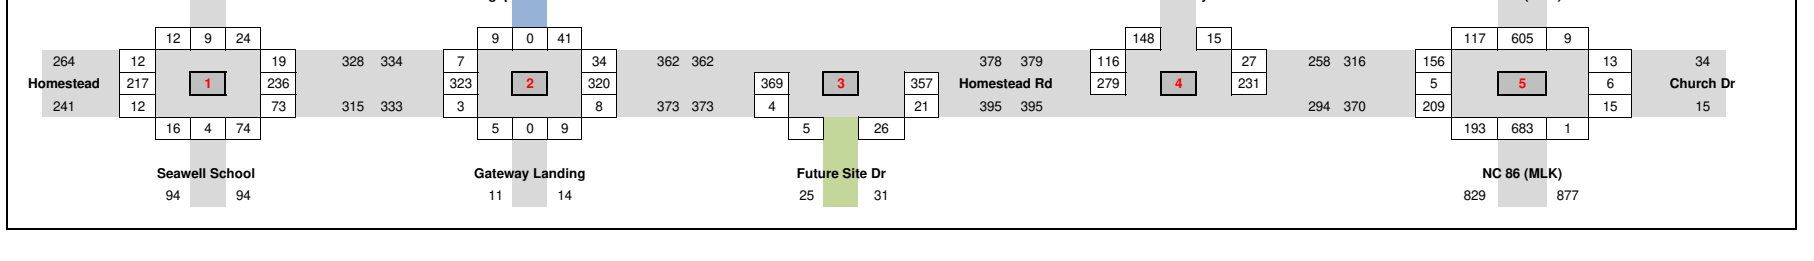 12 9 24 9 0 41 148 15 117 605 9
264 12 19 328 334 7 34 362 362 378 379 116 27 258 316 156 13 34
Homestead 217 1 236 323 2 320 369 3 357 Homestead Rd 279 4 231 5 5 6 Church Dr
241 12 73 315 333 3 8 373 373 4 21 395 395 294 370 209 15 15
16 4 74 5 0 9 5 26 193 683 1
Seawell School Gateway Landing Future Site Dr NC 86 (MLK)
94 94 11 14 25 31 829 877